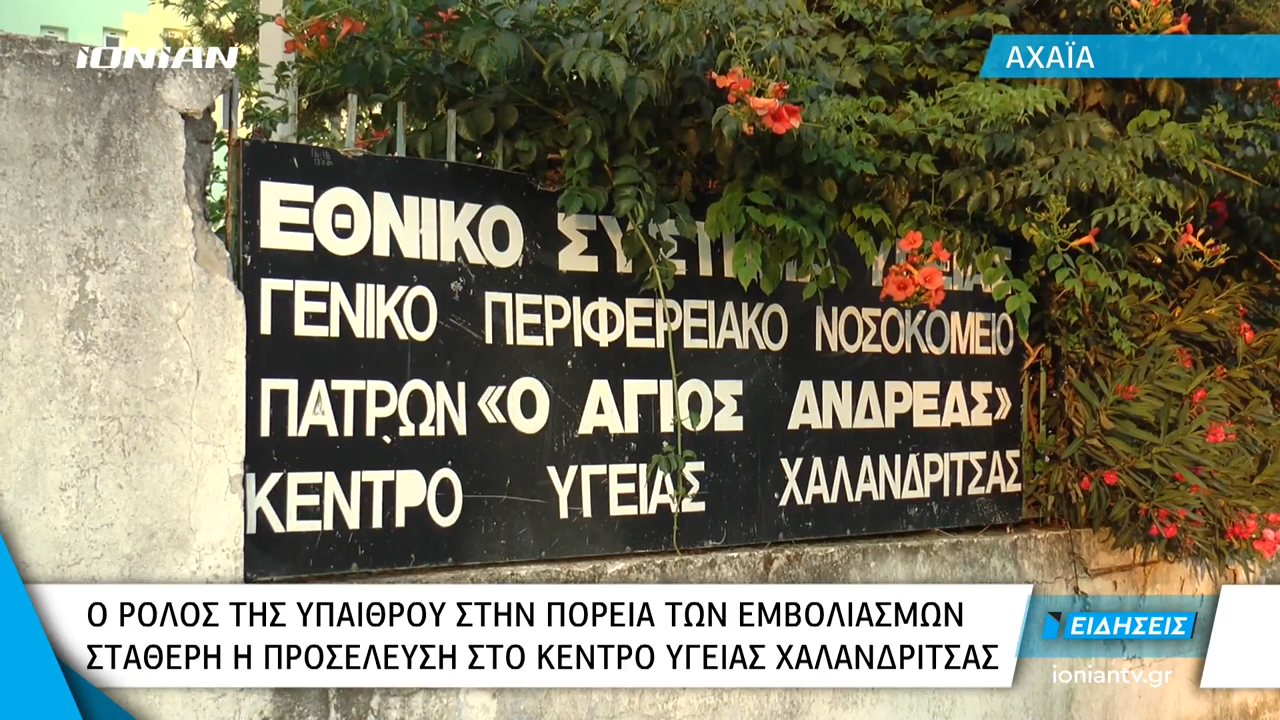 IONIAN
ΑΧΑΪΑ
ΕΘΝΙΚΟ
ΓΕΝΙΚΟ ΠΕΡΙΦΕΡΕΙΑΚΟ ΝΟΣΟΚΟΜΕΙΟ
ΠΑΤΡΩΝ «Ο ΑΓΙΟΣ ΑΝΔΡΕΑΣ»
ΚΕΝΤΡΟ ΥΓΕΙΑΣ ΧΑΛΑΝΔΡΙΤΣΑΣ
Ο ΡΟΛΟΣ ΤΗΣ ΥΠΑΙΘΡΟΥ ΣΤΗΝ ΠΟΡΕΙΑ ΤΩΝ ΕΜΒΟΛΙΑΣΜΩΝ
ΣΤΑΘΕΡΗ Η ΠΡΟΣΕΛΕΥΣΗ ΣΤΟ ΚΕΝΤΡΟ ΥΓΕΙΑΣ ΧΑΛΑΝΔΡΙΤΣΑΣ
ΕΙΔΗΣΕΙΣ
ioniantv.gr